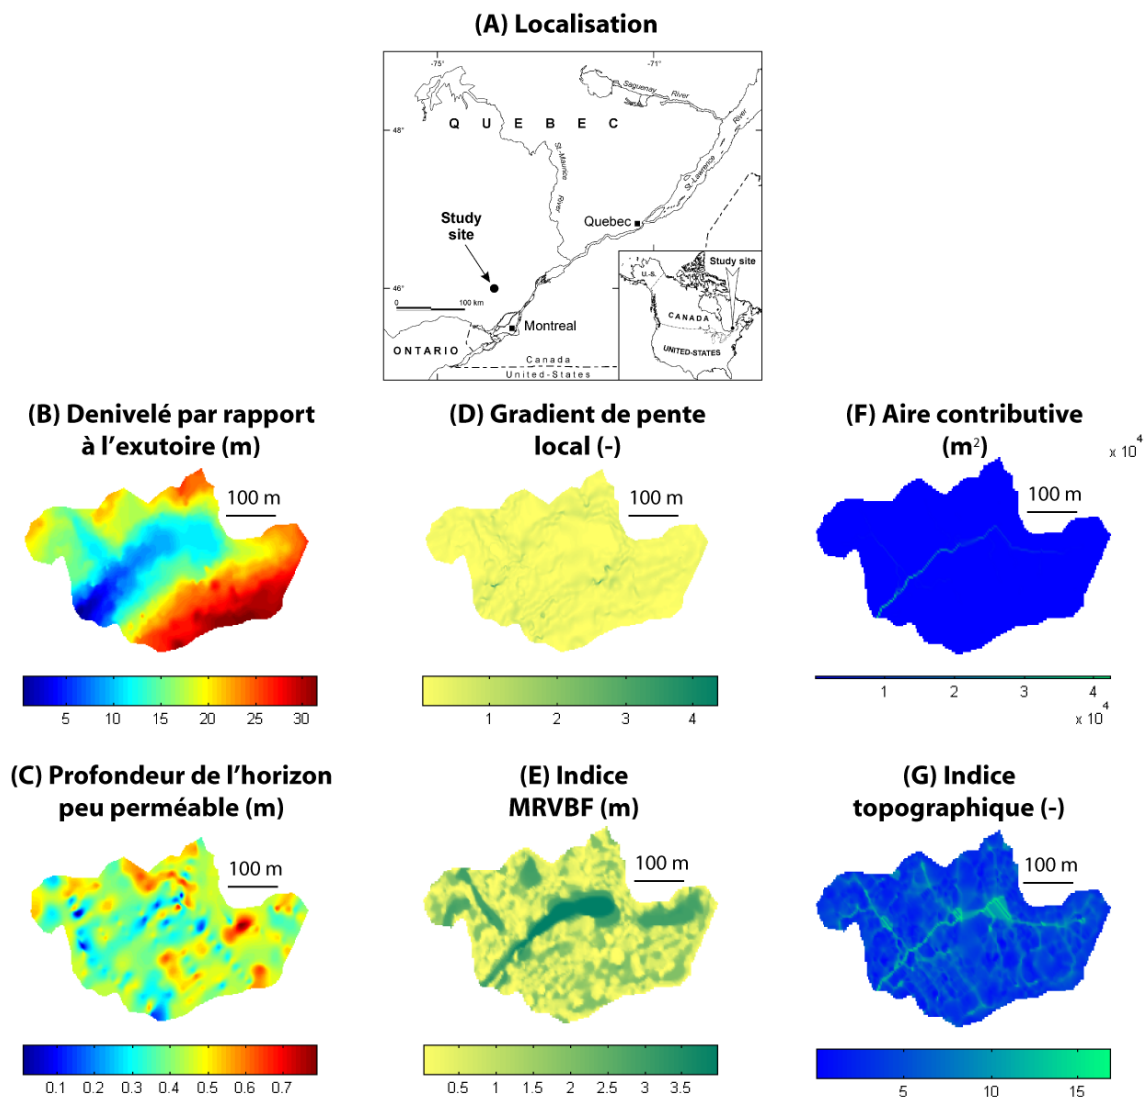 (A) Localisation
-75°
-71°
Saguenay River
River
QUEBEC
48°
St.-Maurice River
St.-Lawrence
Quebec
Study site
Study site
U.-S.
46°
0 100 km
CANADA
Montreal
ONTARIO
UNITED-STATES
Canada
United-States
(B) Denivelé par rapport
à l'exutoire (m)
100 m
5 10 15 20 25 30
(D) Gradient de pente
local (-)
100 m
1 2 3 4
(F) Aire contributive
(m²)
x 10⁴
100 m
1 2 3 4
x 10⁴
(C) Profondeur de l'horizon
peu perméable (m)
100 m
0.1 0.2 0.3 0.4 0.5 0.6 0.7
(E) Indice
MRVBF (m)
100 m
0.5 1 1.5 2 2.5 3 3.5
(G) Indice
topographique (-)
100 m
5 10 15